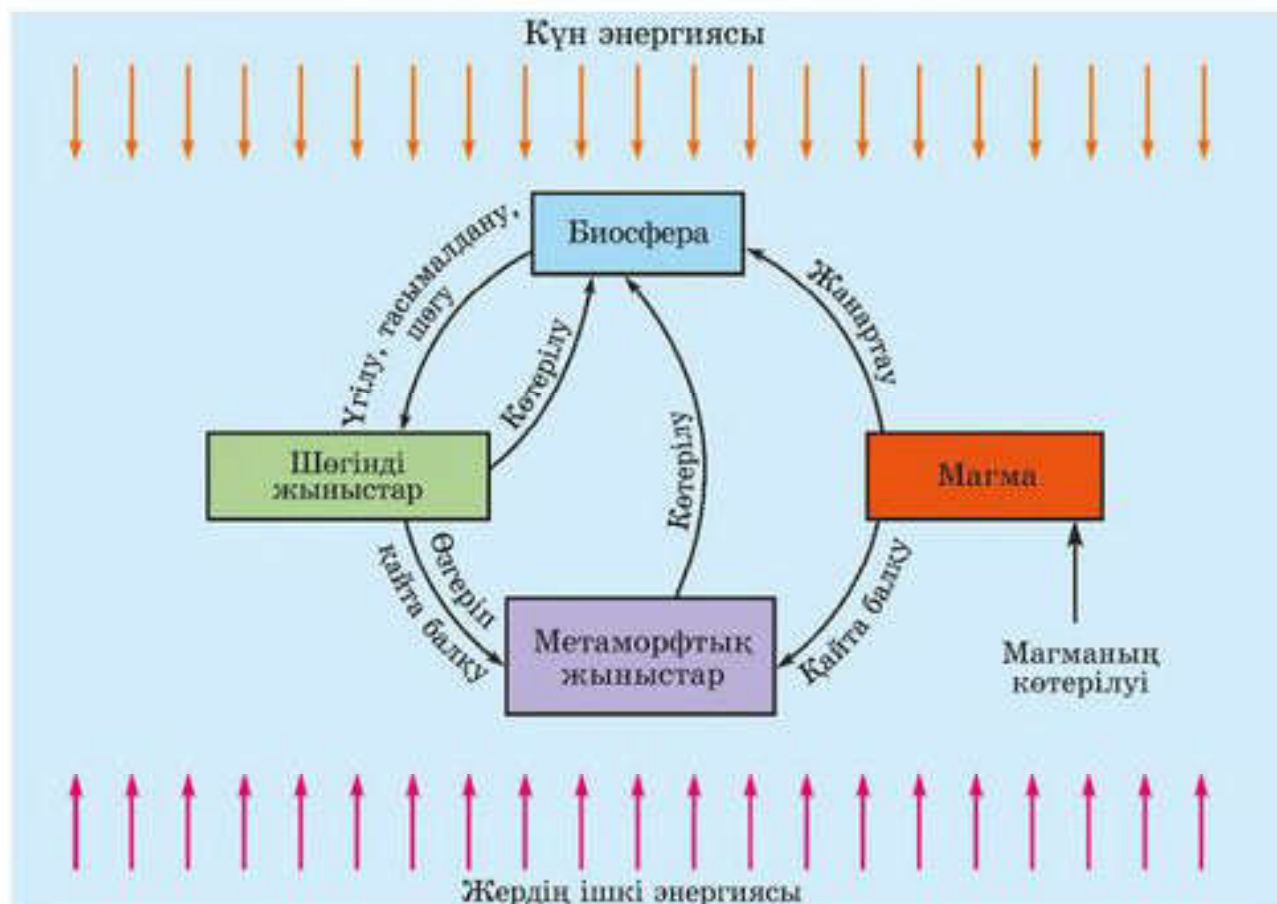 Күн энергиясы
Биосфера
Үгілу, тасымалдану,
шөгу
Көтерілу
Жанартау
Шөгінді
жыныстар
Көтерілу
Магма
Өзгеріп
қайта балқу
Метаморфтық
жыныстар
Қайта балқу
Магманың
көтерілуі
Жердің ішкі энергиясы